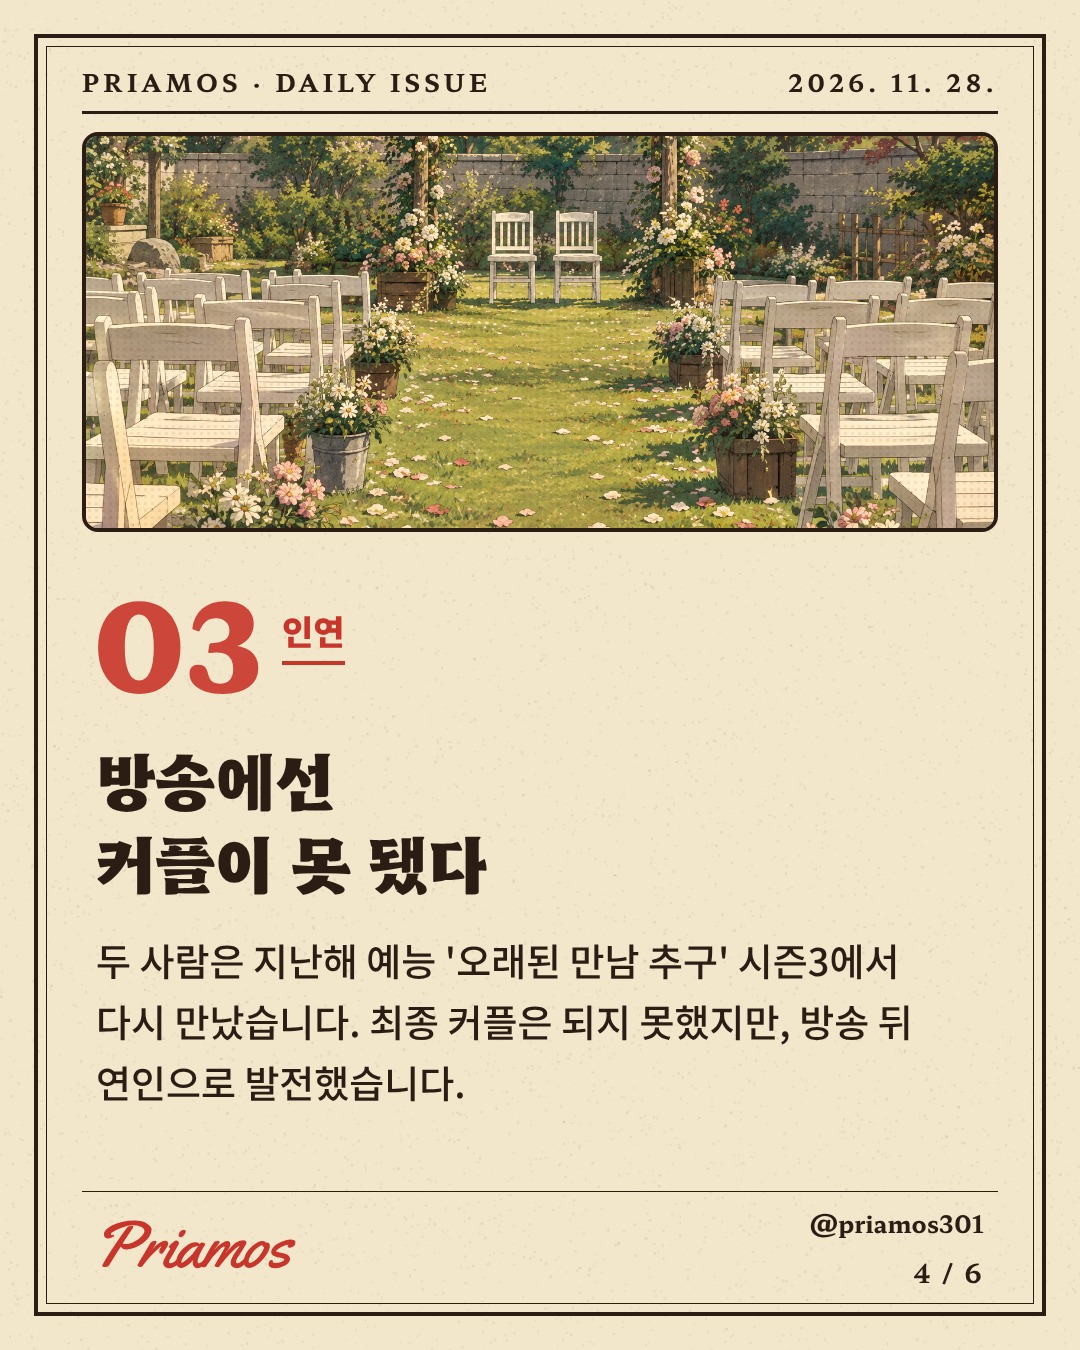 PRIAMOS · DAILY ISSUE
2026. 11. 28.
03 인연
방송에선
커플이 못 됐다
두 사람은 지난해 예능 '오래된 만남 추구' 시즌3에서
다시 만났습니다. 최종 커플은 되지 못했지만, 방송 뒤
연인으로 발전했습니다.
Priamos
@priamos301
4 / 6